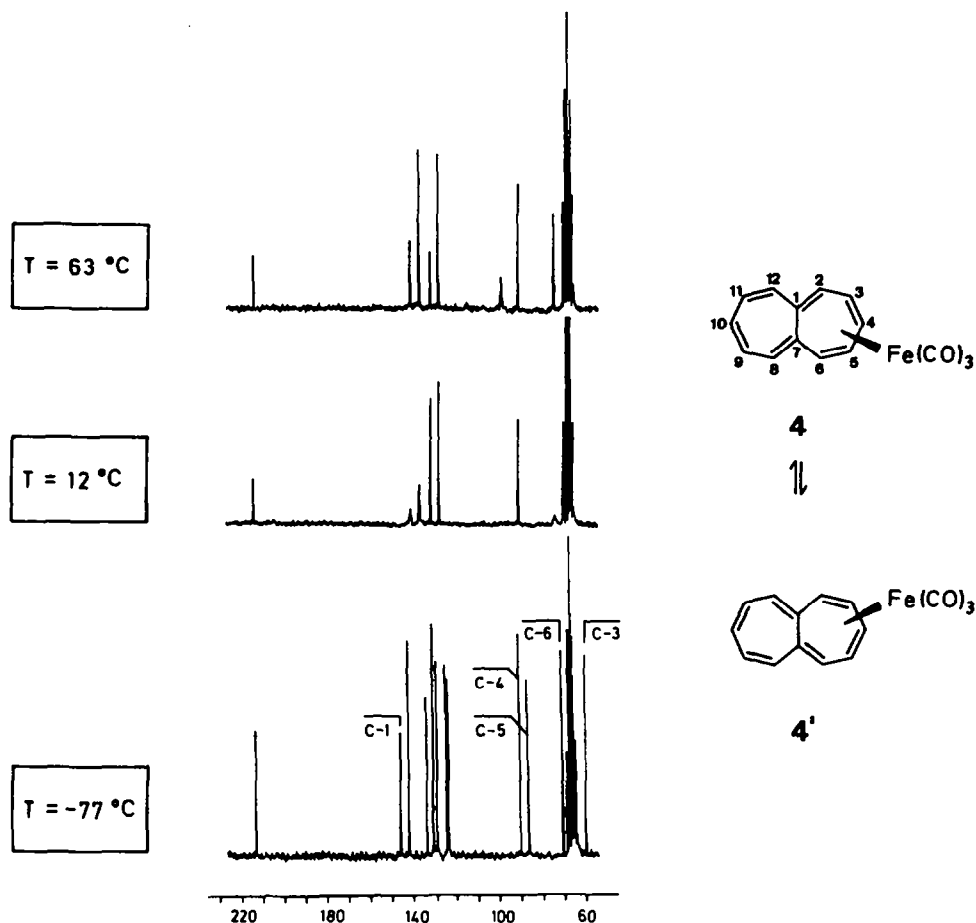 T = 63 °C
T = 12 °C
T = -77 °C
C-1
C-4
C-5
C-6
C-3
220 180 140 100 60
12 2
11 1 3
10 4
9 7 5
8 6
Fe(CO)3
4
⇌
Fe(CO)3
4'